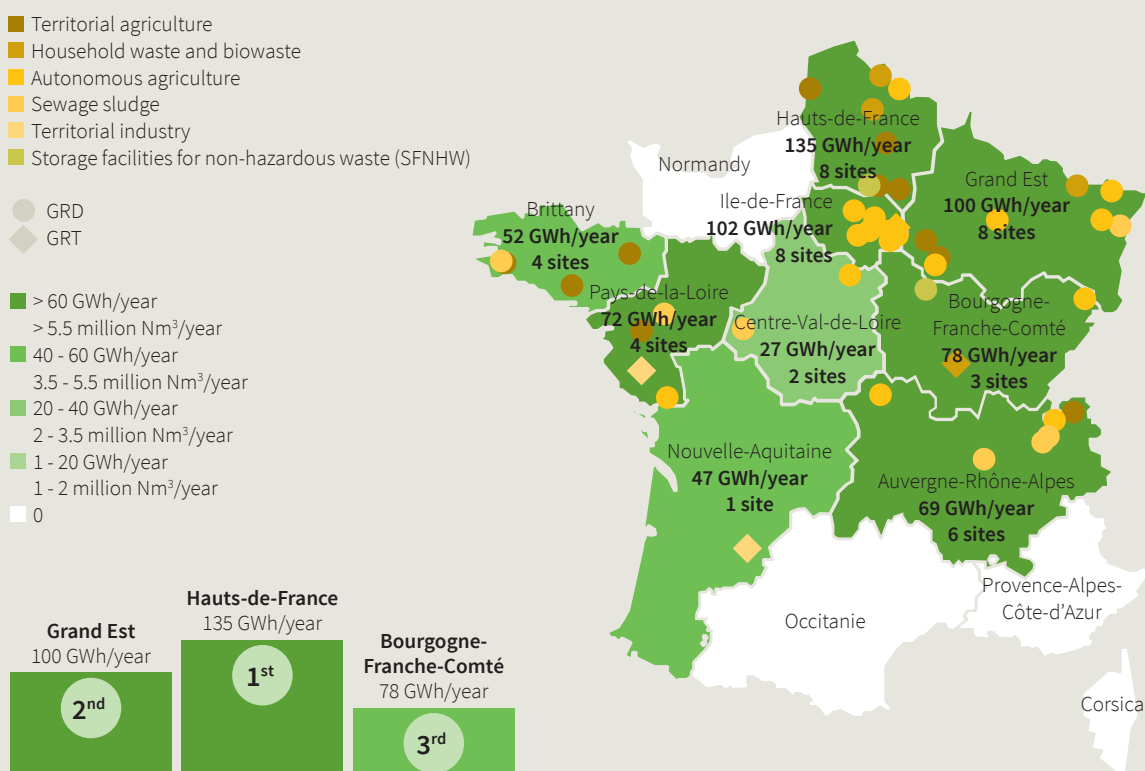 Territorial agriculture
Household waste and biowaste
Autonomous agriculture
Sewage sludge
Territorial industry
Storage facilities for non-hazardous waste (SFNHW)
GRD
GRT
> 60 GWh/year
> 5.5 million Nm³/year
40 - 60 GWh/year
3.5 - 5.5 million Nm³/year
20 - 40 GWh/year
2 - 3.5 million Nm³/year
1 - 20 GWh/year
1 - 2 million Nm³/year
0
Hauts-de-France
135 GWh/year
8 sites
Normandy
Grand Est
100 GWh/year
8 sites
Ile-de-France
102 GWh/year
8 sites
Brittany
52 GWh/year
4 sites
Pays-de-la-Loire
72 GWh/year
4 sites
Centre-Val-de-Loire
27 GWh/year
2 sites
Bourgogne-
Franche-Comté
78 GWh/year
3 sites
Nouvelle-Aquitaine
47 GWh/year
1 site
Auvergne-Rhône-Alpes
69 GWh/year
6 sites
Provence-Alpes-
Côte-d'Azur
Occitanie
Corsica
Grand Est
100 GWh/year
2nd
Hauts-de-France
135 GWh/year
1st
Bourgogne-
Franche-Comté
78 GWh/year
3rd